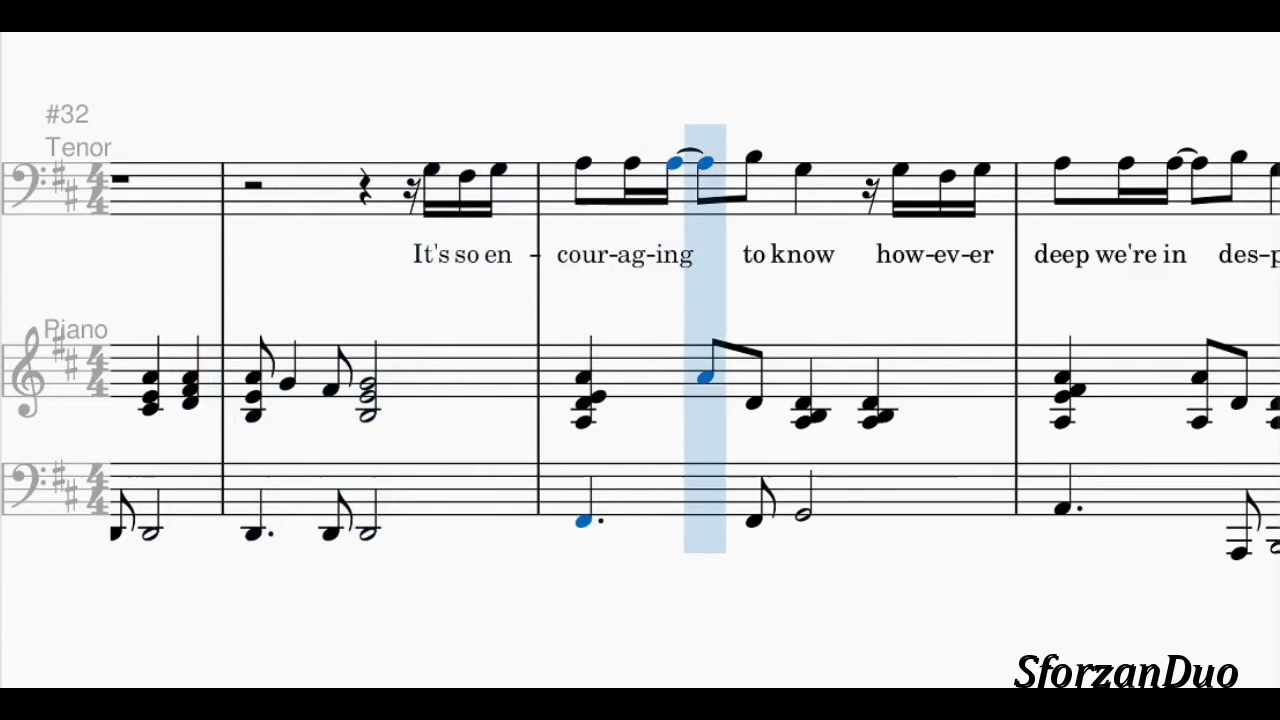 #32
Tenor
It's so en - cour-ag-ing to know how-ev-er deep we're in des-p
Piano
SforzanDuo